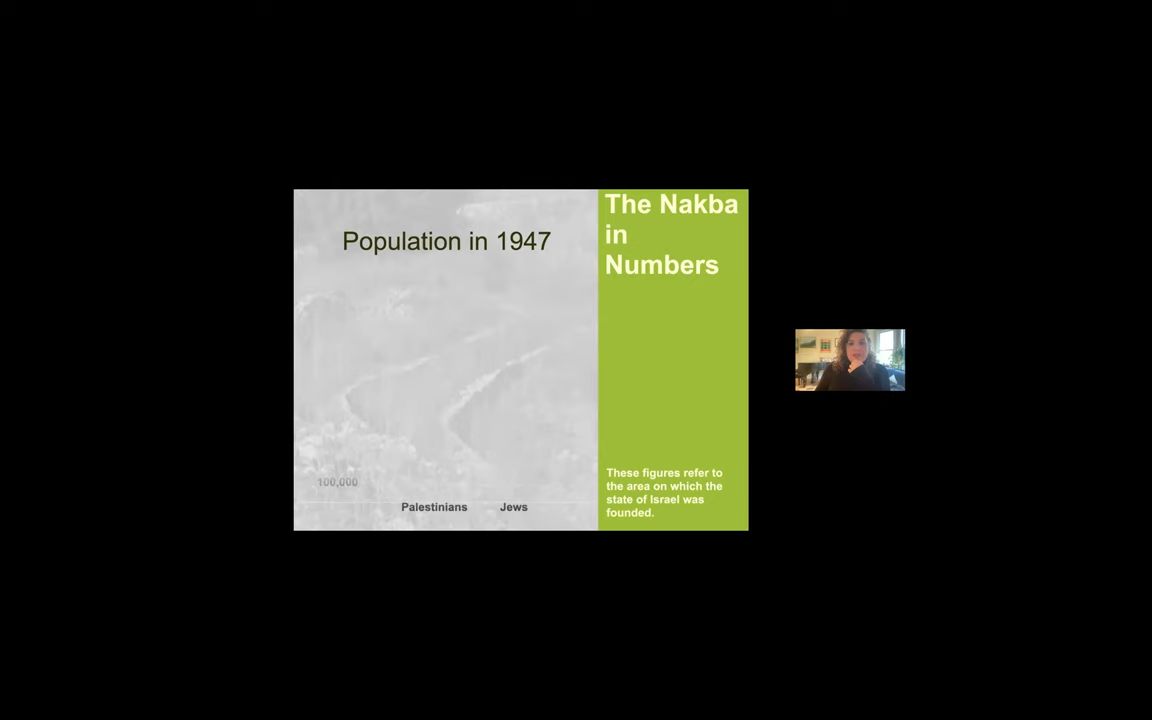 Population in 1947
100,000
Palestinians Jews
The Nakba
in
Numbers
These figures refer to
the area on which the
state of Israel was
founded.